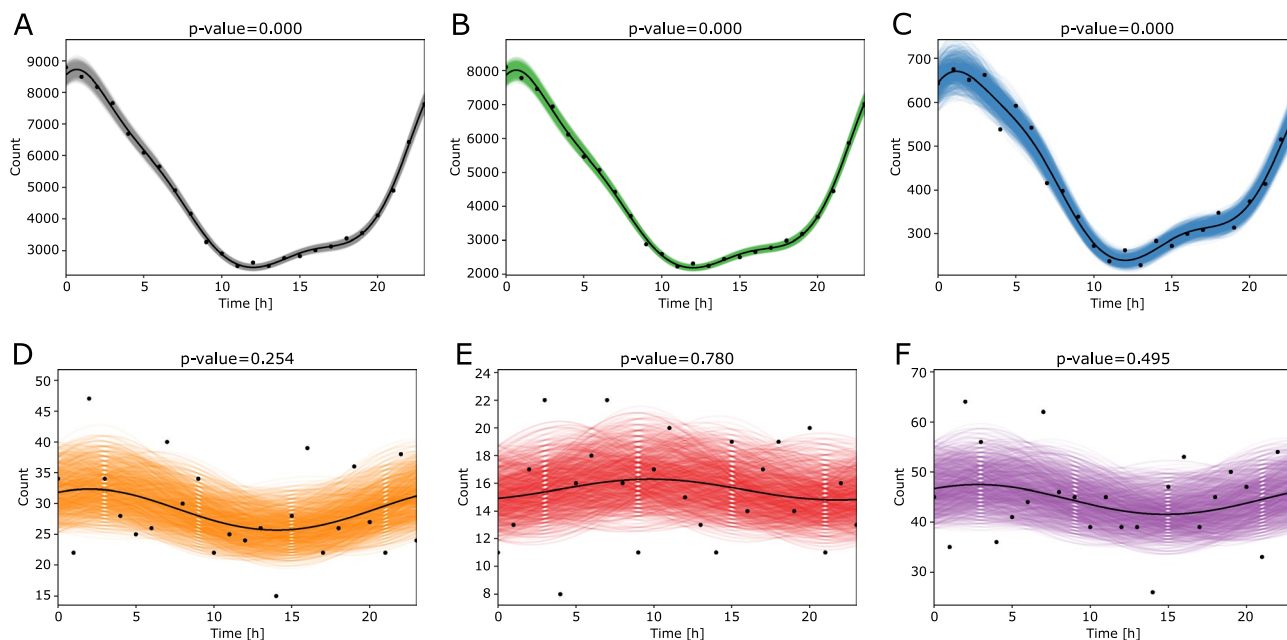 A
p-value=0.000
Count
9000
8000
7000
6000
5000
4000
3000
0 5 10 15 20
Time [h]
B
p-value=0.000
Count
8000
7000
6000
5000
4000
3000
2000
0 5 10 15 20
Time [h]
C
p-value=0.000
Count
700
600
500
400
300
200
0 5 10 15 20
Time [h]
D
p-value=0.254
Count
50
45
40
35
30
25
20
15
0 5 10 15 20
Time [h]
E
p-value=0.780
Count
24
22
20
18
16
14
12
10
8
0 5 10 15 20
Time [h]
F
p-value=0.495
Count
70
60
50
40
30
0 5 10 15 20
Time [h]